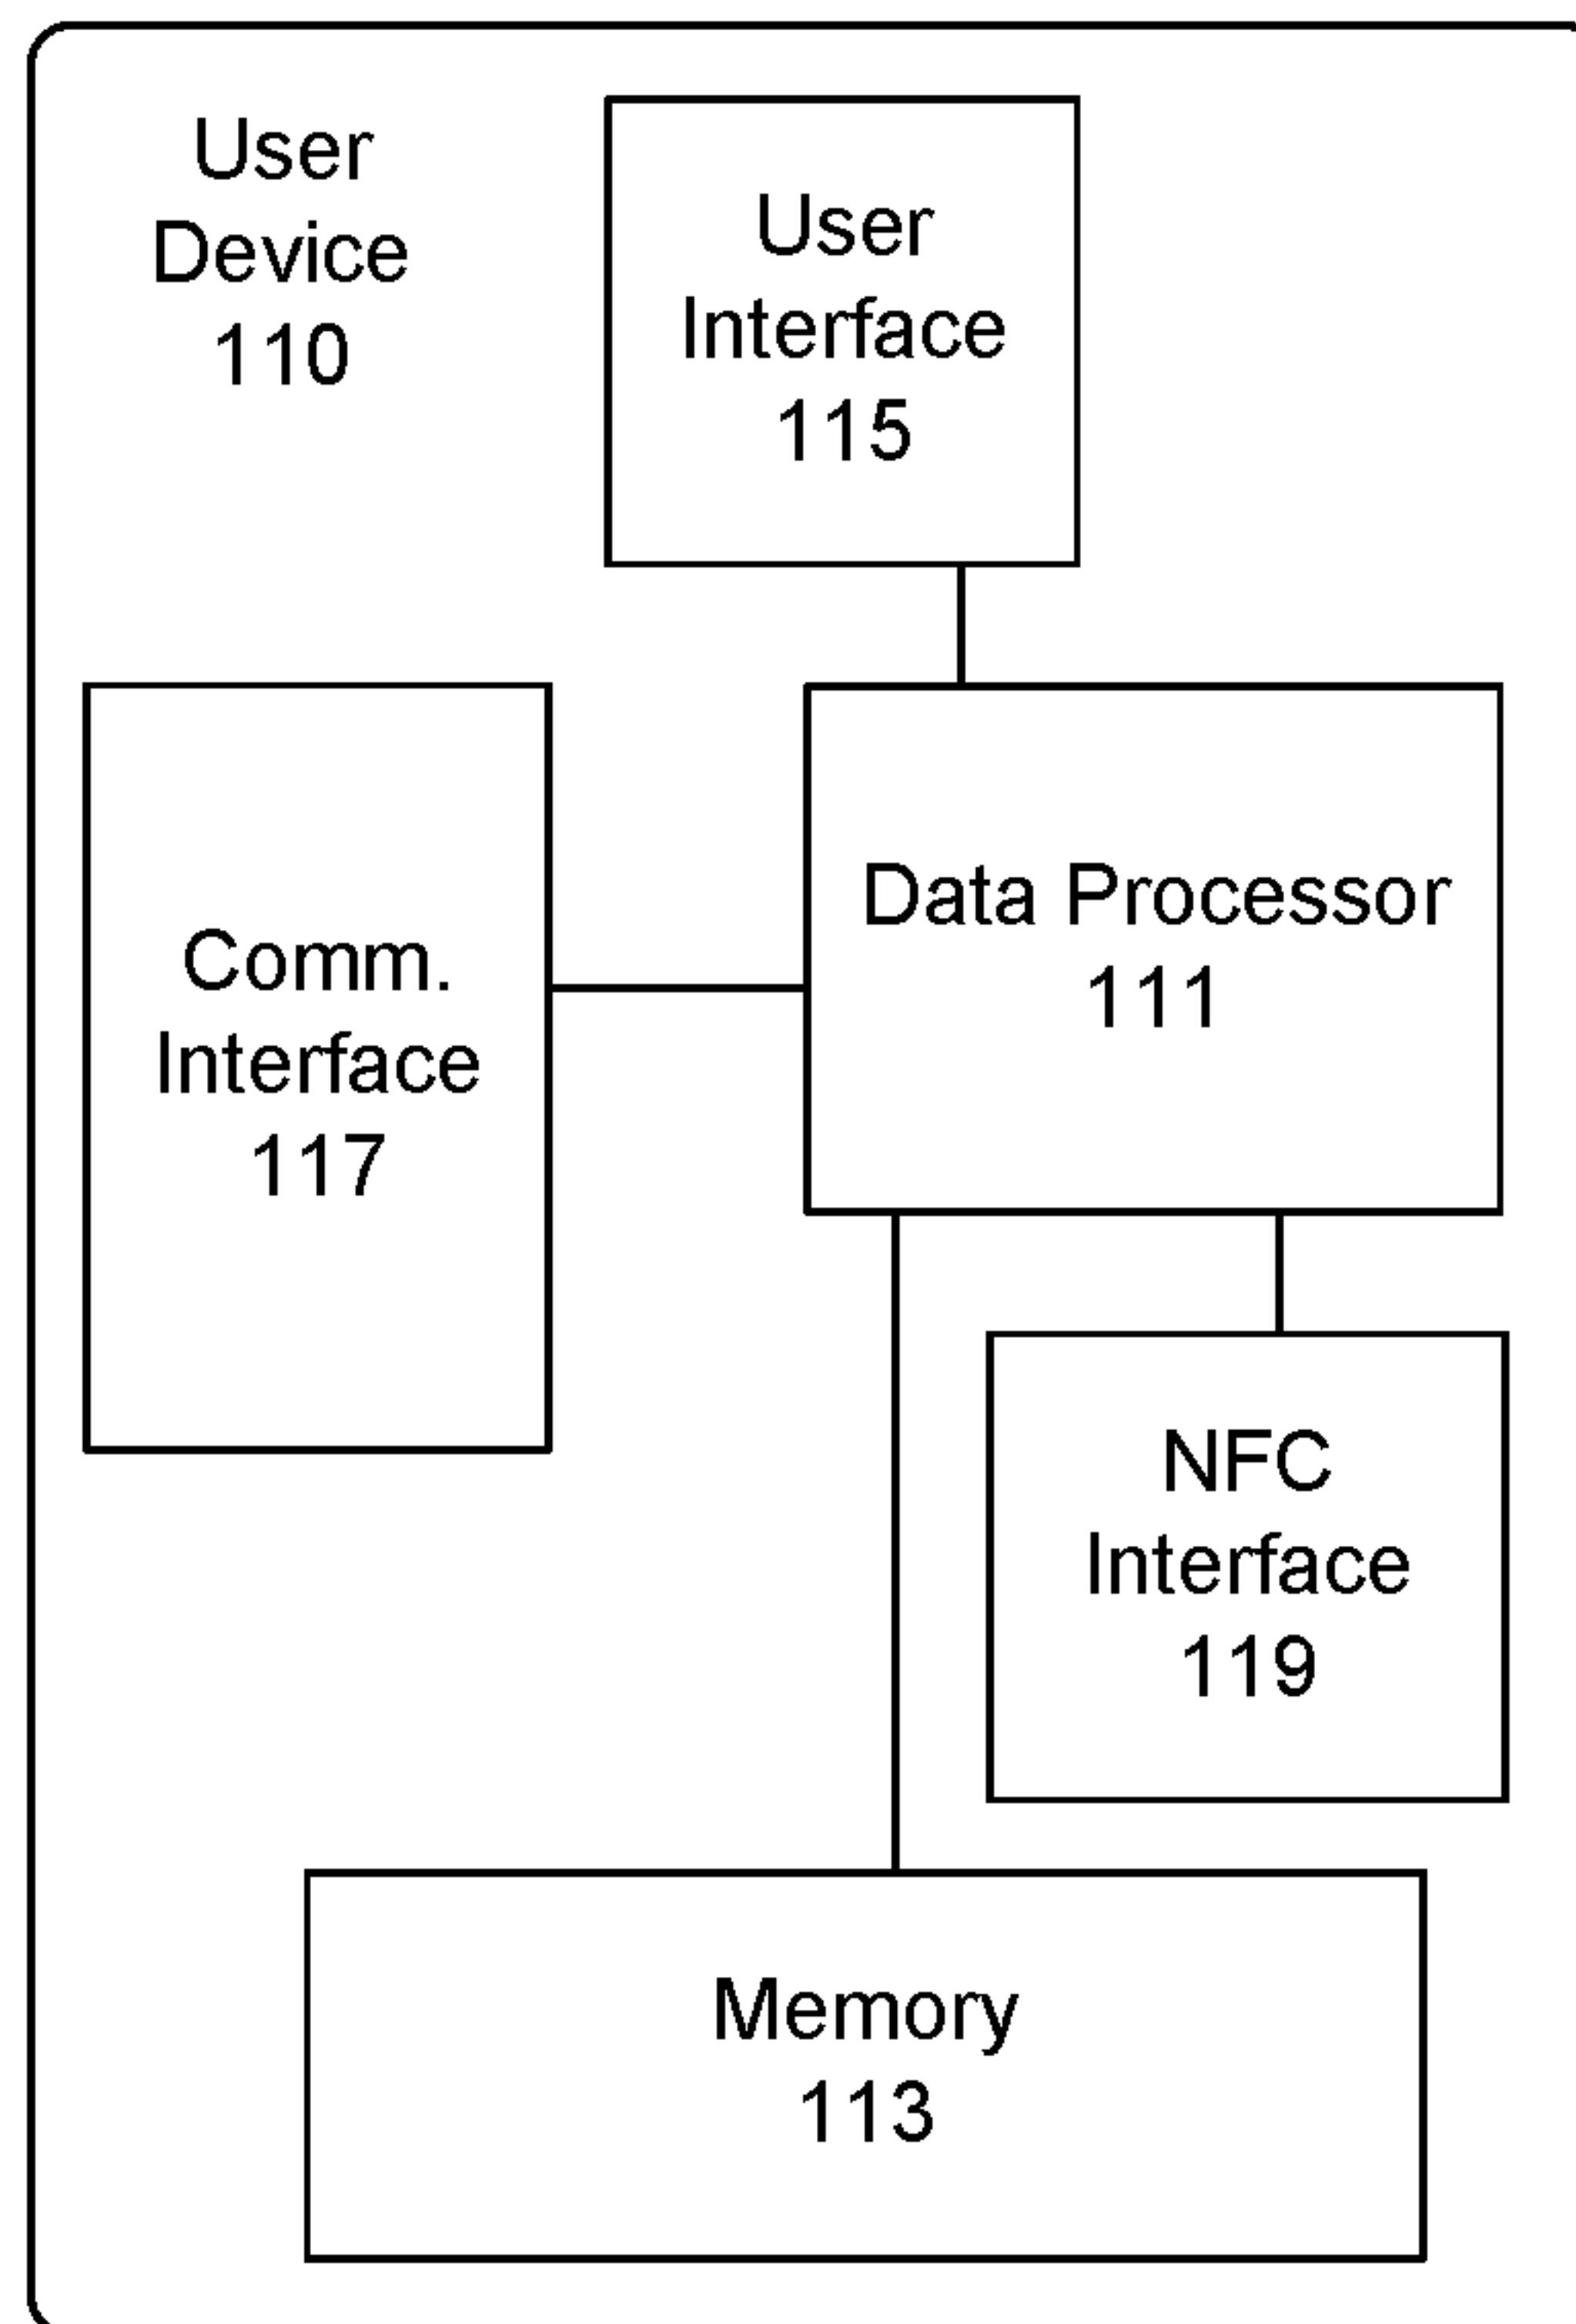 User
Device
110
User
Interface
115
Comm.
Interface
117
Data Processor
111
NFC
Interface
119
Memory
113